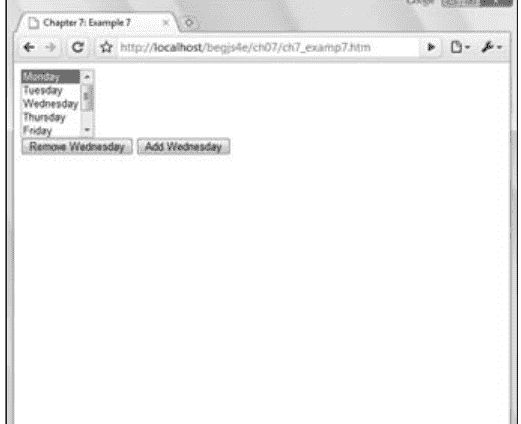 Google
Chapter 7: Example 7
http://localhost/begjs4e/ch07/ch7_examp7.htm
Monday
Tuesday
Wednesday
Thursday
Friday
Remove Wednesday Add Wednesday